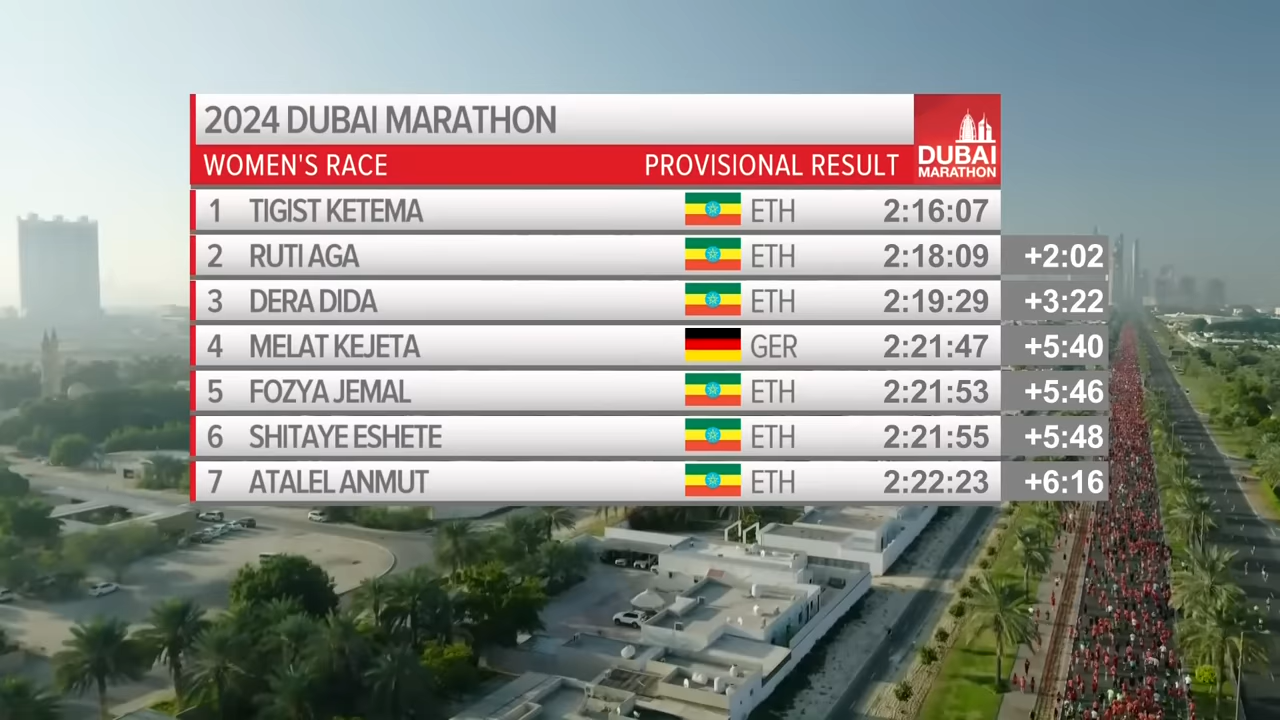 2024 DUBAI MARATHON
WOMEN'S RACE PROVISIONAL RESULT
DUBAI
MARATHON
1 TIGIST KETEMA ETH 2:16:07
2 RUTI AGA ETH 2:18:09 +2:02
3 DERA DIDA ETH 2:19:29 +3:22
4 MELAT KEJETA GER 2:21:47 +5:40
5 FOZYA JEMAL ETH 2:21:53 +5:46
6 SHITAYE ESHETE ETH 2:21:55 +5:48
7 ATALEL ANMUT ETH 2:22:23 +6:16